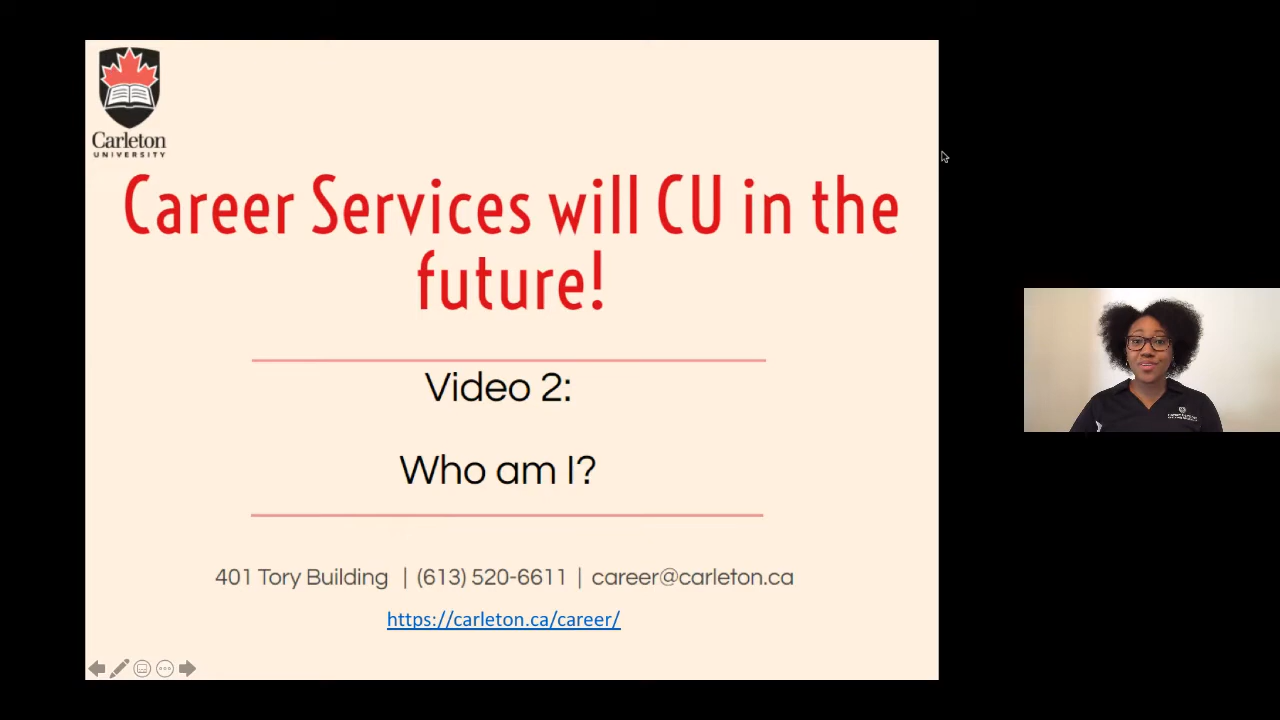 Carleton
UNIVERSITY
Career Services will CU in the
future!
Video 2:
Who am I?
401 Tory Building | (613) 520-6611 | career@carleton.ca
https://carleton.ca/career/